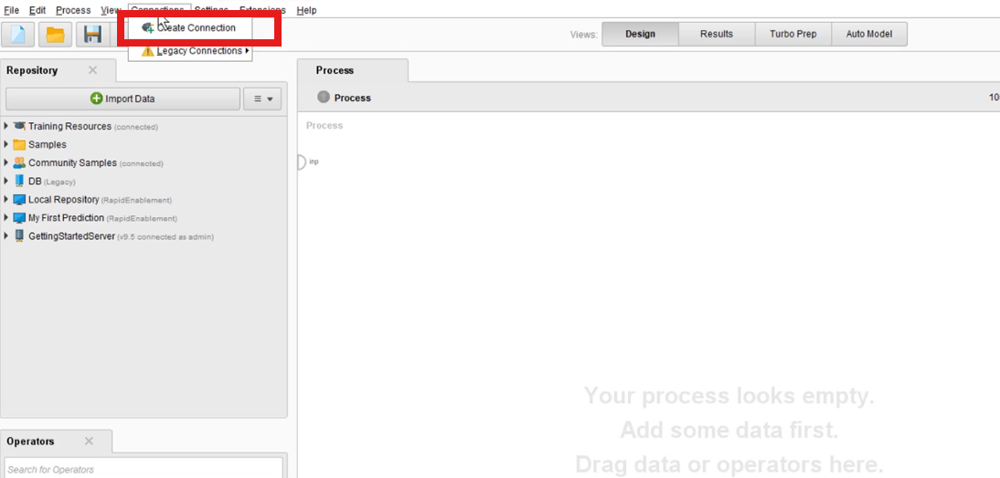 File Edit Process View Connections Settings Extensions Help
Create Connection
Legacy Connections
Views: Design Results Turbo Prep Auto Model
Repository
Import Data
Training Resources (connected)
Samples
Community Samples (connected)
DB (Legacy)
Local Repository (RapidEnablement)
My First Prediction (RapidEnablement)
GettingStartedServer (v9.5 connected as admin)
Operators
Search for Operators
Process
Process
10
Process
inp
Your process looks empty.
Add some data first.
Drag data or operators here.